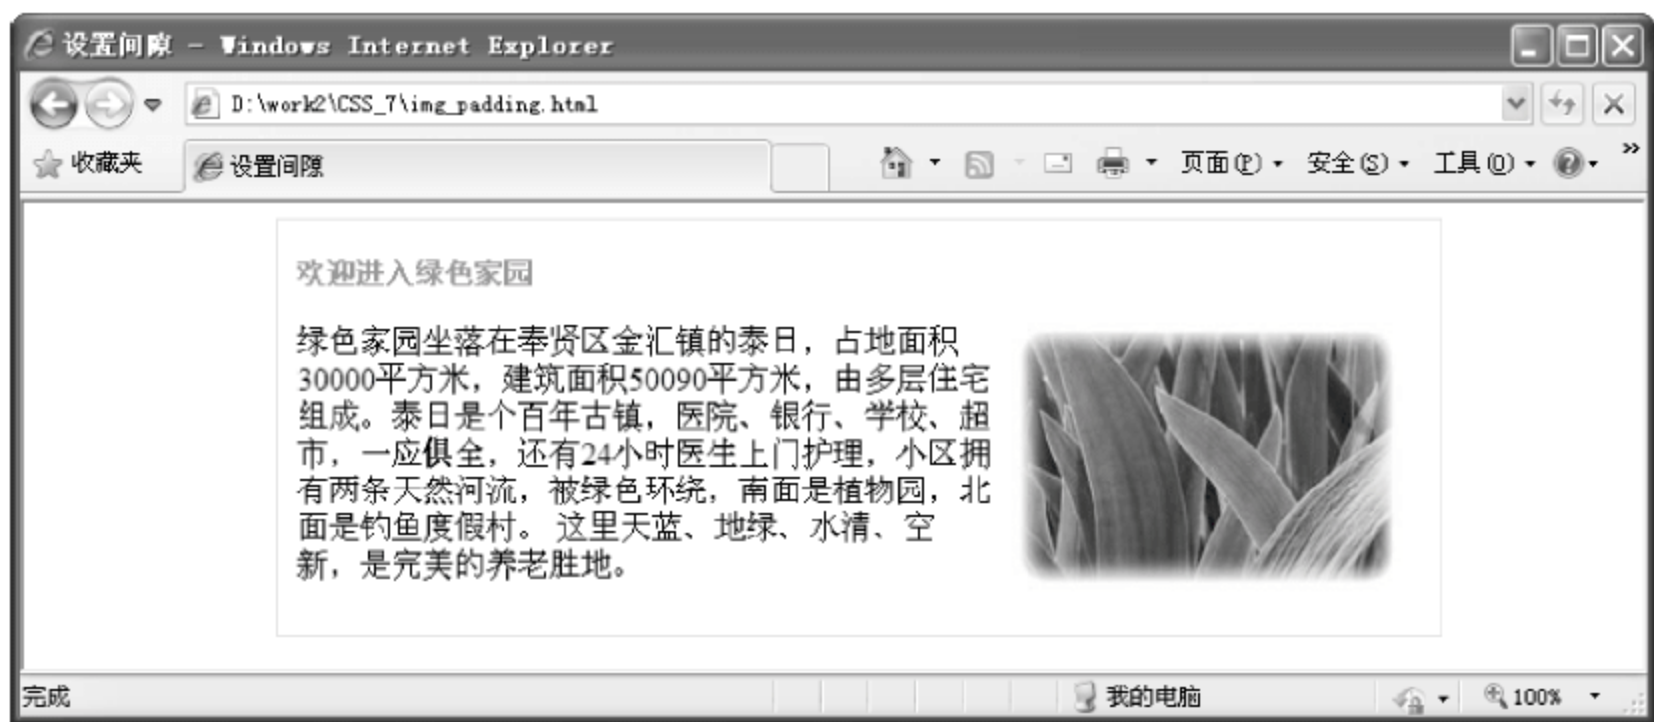 设置间隙 - Windows Internet Explorer
D:\work2\CSS_7\img_padding.html
收藏夹
设置间隙
页面(P)
安全(S)
工具(O)
»
欢迎进入绿色家园
绿色家园坐落在奉贤区金汇镇的泰日，占地面积
30000平方米，建筑面积50090平方米，由多层住宅
组成。泰日是个百年古镇，医院、银行、学校、超
市，一应俱全，还有24小时医生上门护理，小区拥
有两条天然河流，被绿色环绕，南面是植物园，北
面是钓鱼度假村。 这里天蓝、地绿、水清、空
新，是完美的养老胜地。
完成
我的电脑
100%